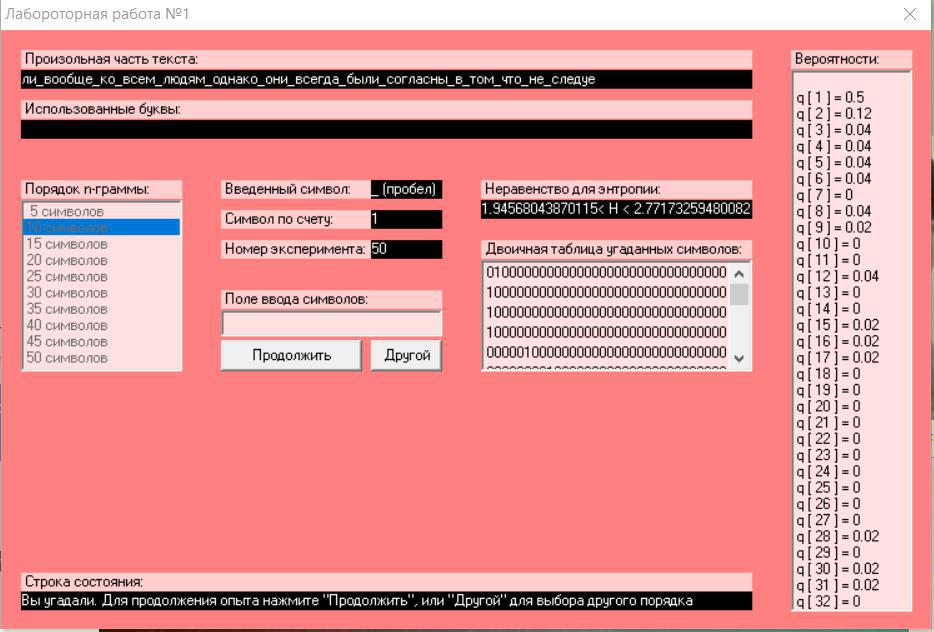 Лабороторная работа №1
Произольная часть текста:
ли_вообще_ко_всем_людям_однако_они_всегда_были_согласны_в_том_что_не_следуе
Использованные буквы:
Порядок n-граммы:
5 символов
10 символов
15 символов
20 символов
25 символов
30 символов
35 символов
40 символов
45 символов
50 символов
Введенный символ:
_ (пробел)
Символ по счету:
1
Номер эксперимента:
50
Поле ввода символов:
Продолжить
Другой
Неравенство для энтропии:
1.94568043870115< H < 2.77173259480082
Двоичная таблица угаданных символов:
01000000000000000000000000000000
10000000000000000000000000000000
10000000000000000000000000000000
10000000000000000000000000000000
00000100000000000000000000000000
Вероятности:
q[ 1 ] = 0.5
q[ 2 ] = 0.12
q[ 3 ] = 0.04
q[ 4 ] = 0.04
q[ 5 ] = 0.04
q[ 6 ] = 0.04
q[ 7 ] = 0
q[ 8 ] = 0.04
q[ 9 ] = 0.02
q[ 10 ] = 0
q[ 11 ] = 0
q[ 12 ] = 0.04
q[ 13 ] = 0
q[ 14 ] = 0
q[ 15 ] = 0.02
q[ 16 ] = 0.02
q[ 17 ] = 0.02
q[ 18 ] = 0
q[ 19 ] = 0
q[ 20 ] = 0
q[ 21 ] = 0
q[ 22 ] = 0
q[ 23 ] = 0
q[ 24 ] = 0
q[ 25 ] = 0
q[ 26 ] = 0
q[ 27 ] = 0
q[ 28 ] = 0.02
q[ 29 ] = 0
q[ 30 ] = 0.02
q[ 31 ] = 0.02
q[ 32 ] = 0
Строка состояния:
Вы угадали. Для продолжения опыта нажмите "Продолжить", или "Другой" для выбора другого порядка